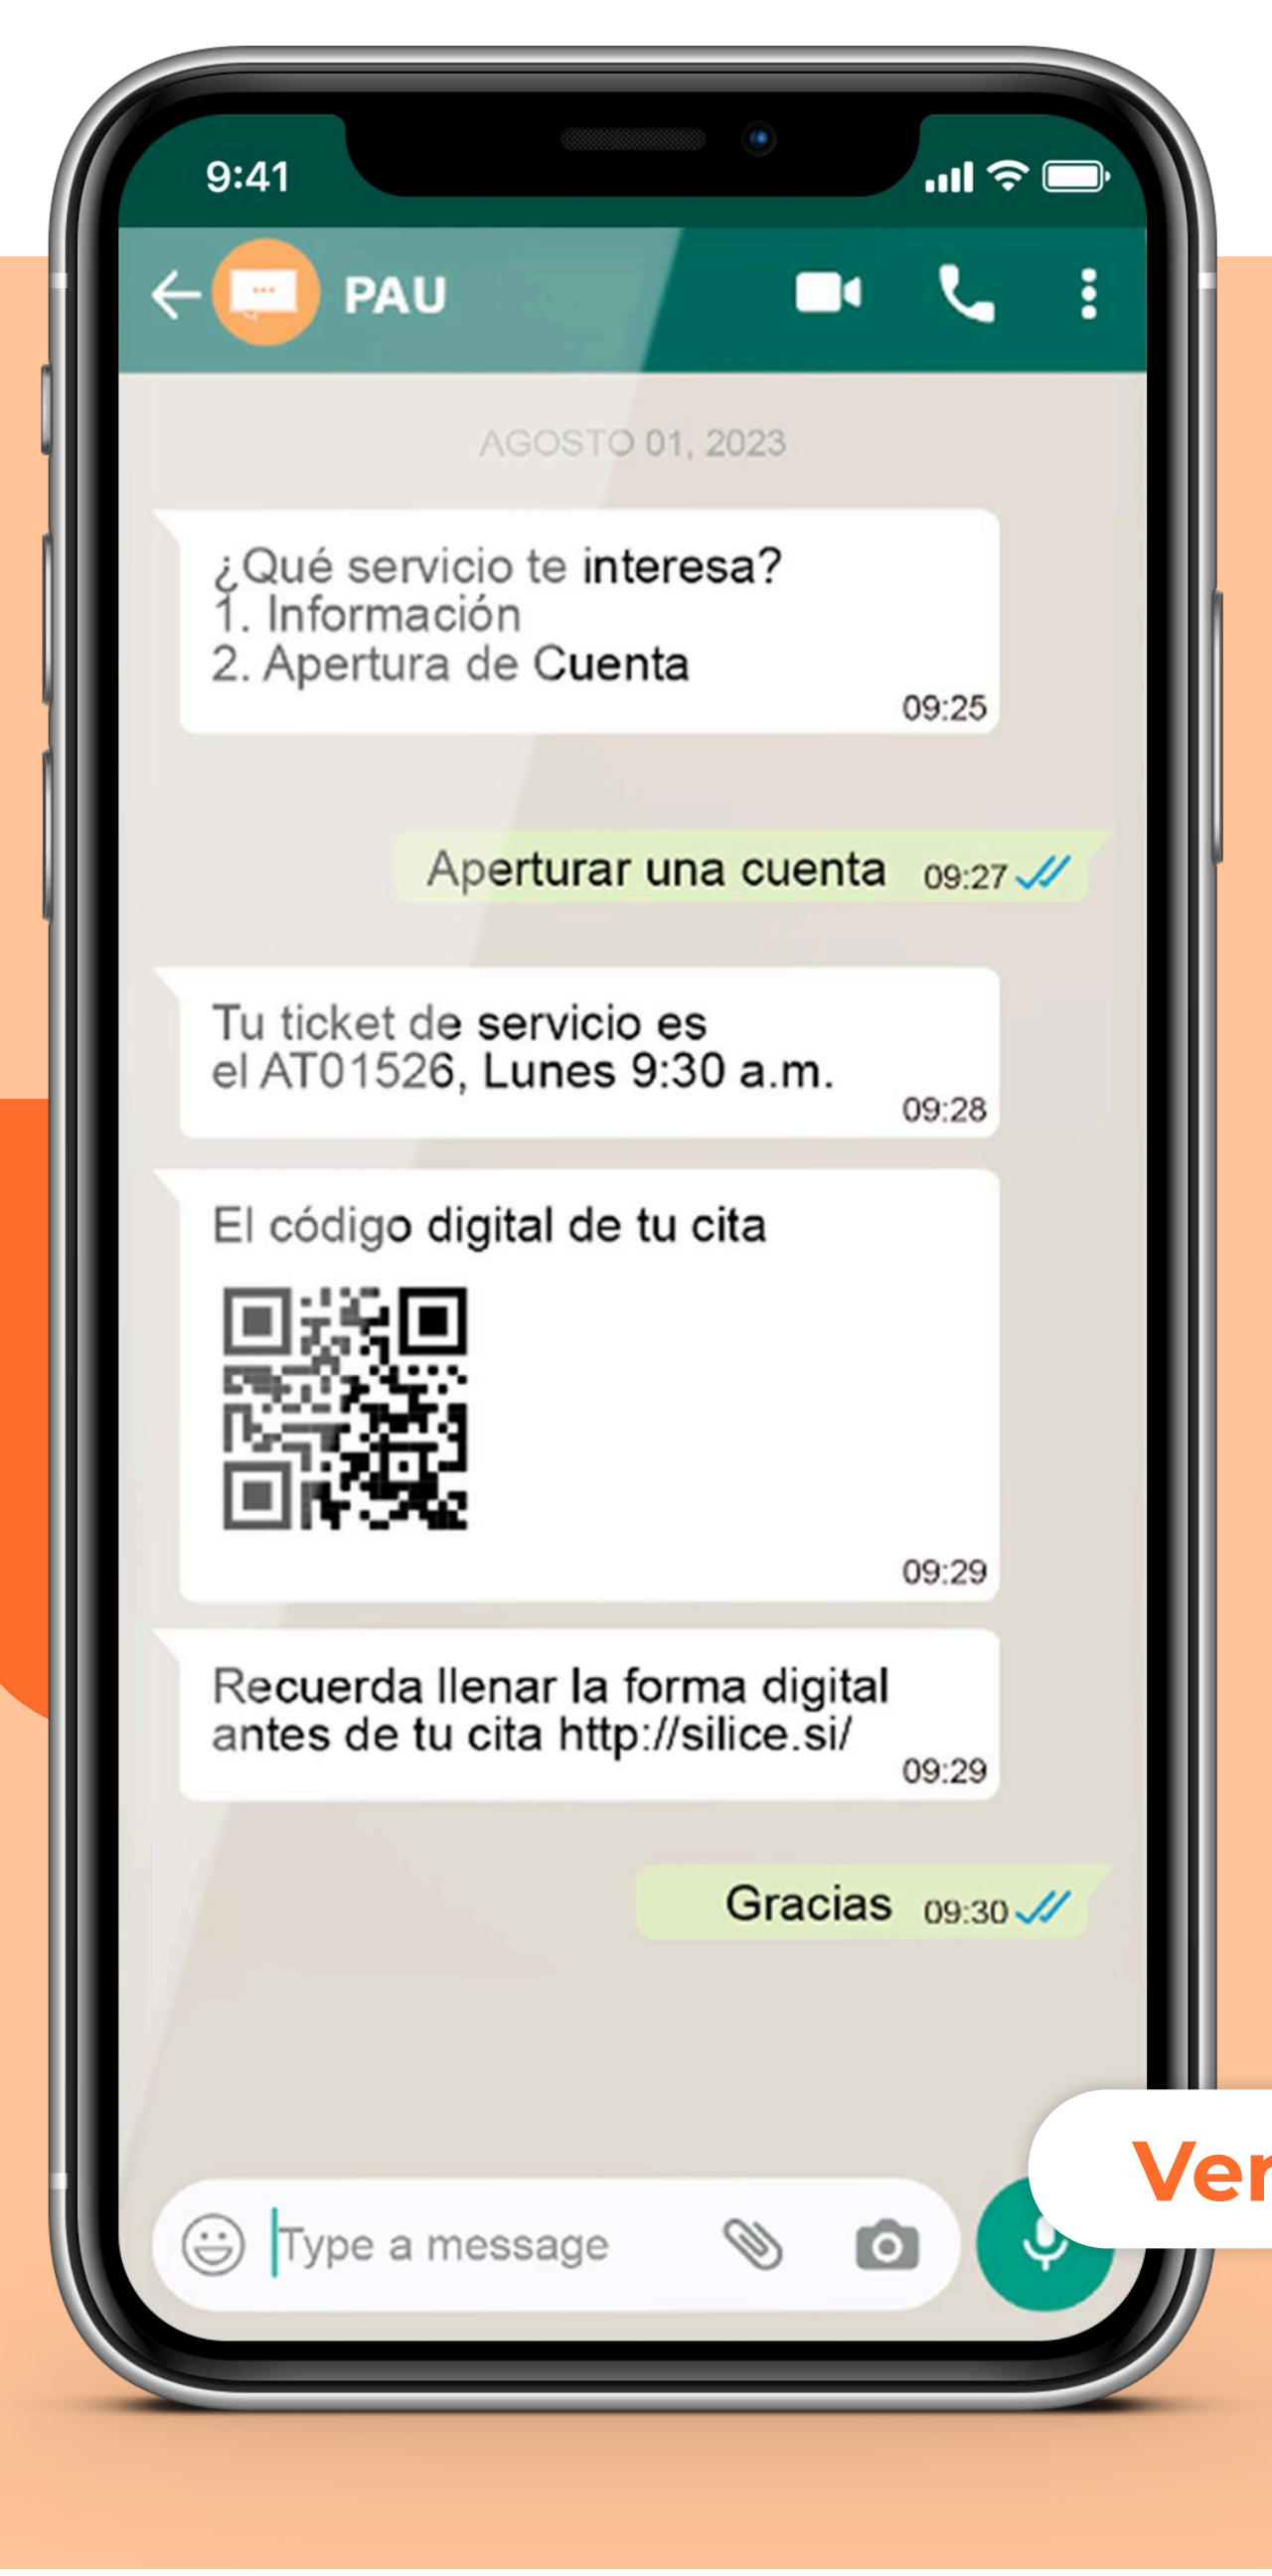 9:41
PAU
AGOSTO 01, 2023
¿Qué servicio te interesa?
1. Información
2. Apertura de Cuenta
09:25
Aperturar una cuenta 09:27
Tu ticket de servicio es
el AT01526, Lunes 9:30 a.m.
09:28
El código digital de tu cita
09:29
Recuerda llenar la forma digital
antes de tu cita http://silice.si/
09:29
Gracias 09:30
Ver
Type a message